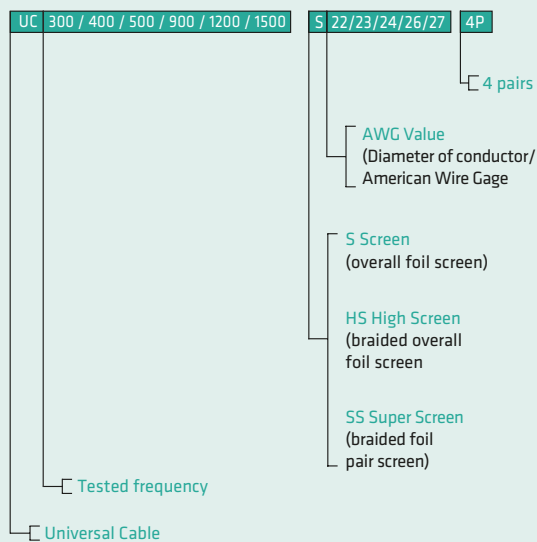 UC 300 / 400 / 500 / 900 / 1200 / 1500 S 22/23/24/26/27 4P
4 pairs
AWG Value
(Diameter of conductor/
American Wire Gage
S Screen
(overall foil screen)
HS High Screen
(braided overall
foil screen
SS Super Screen
(braided foil
pair screen)
Tested frequency
Universal Cable